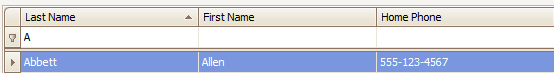 Last Name First Name Home Phone
A
Abbett Allen 555-123-4567